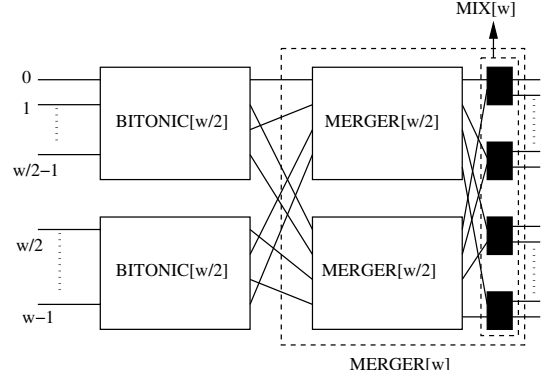 MIX[w]
0
1
BITONIC[w/2]
MERGER[w/2]
w/2−1
w/2
BITONIC[w/2]
MERGER[w/2]
w−1
MERGER[w]